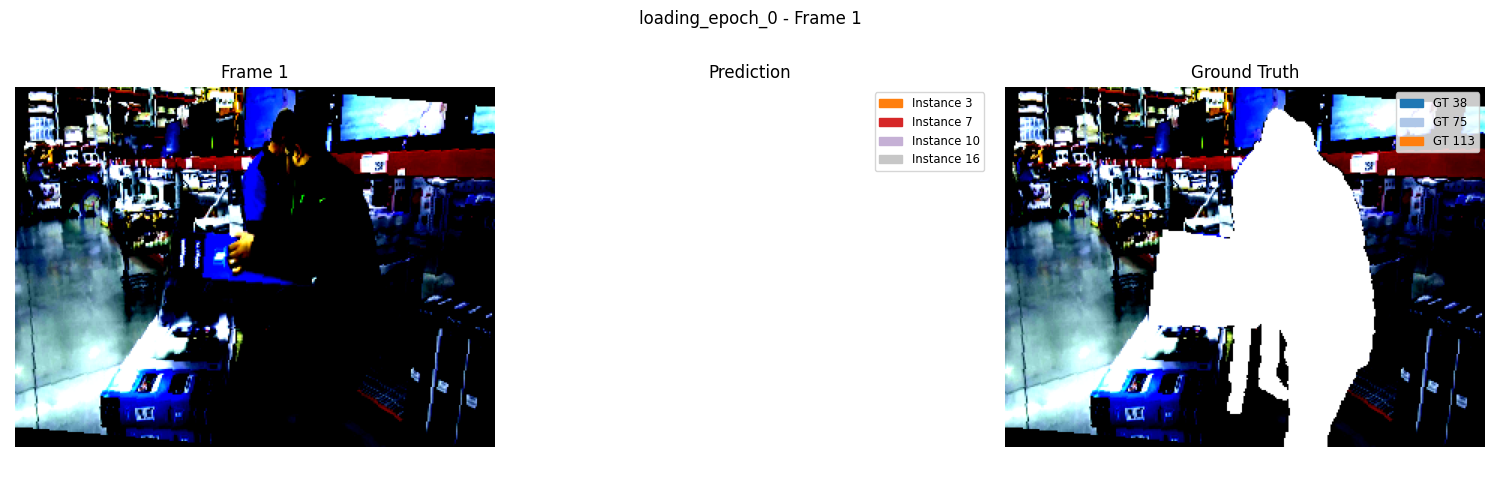 loading_epoch_0 - Frame 1
Frame 1
Prediction
Ground Truth
Instance 3
Instance 7
Instance 10
Instance 16
GT 38
GT 75
GT 113